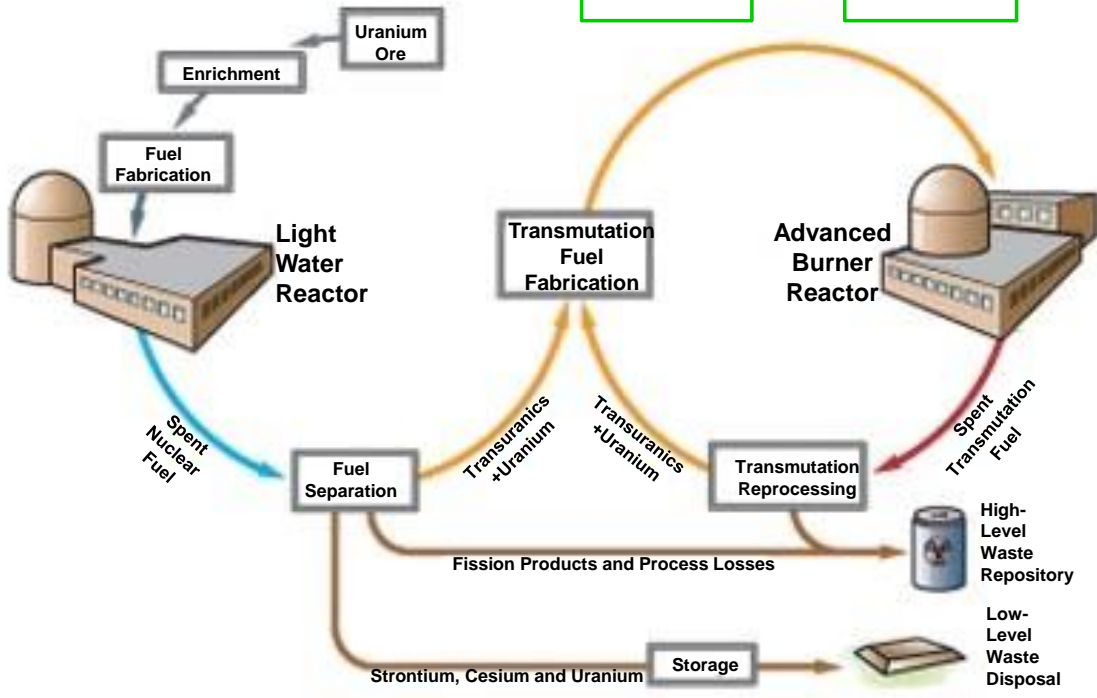 Uranium
Ore
Enrichment
Fuel
Fabrication
Light
Water
Reactor
Transmutation
Fuel
Fabrication
Advanced
Burner
Reactor
Spent
Nuclear
Fuel
Transuranics
+Uranium
Transuranics
+Uranium
Spent
Transmutation
Fuel
Fuel
Separation
Transmutation
Reprocessing
High-
Level
Waste
Repository
Fission Products and Process Losses
Low-
Level
Waste
Disposal
Storage
Strontium, Cesium and Uranium